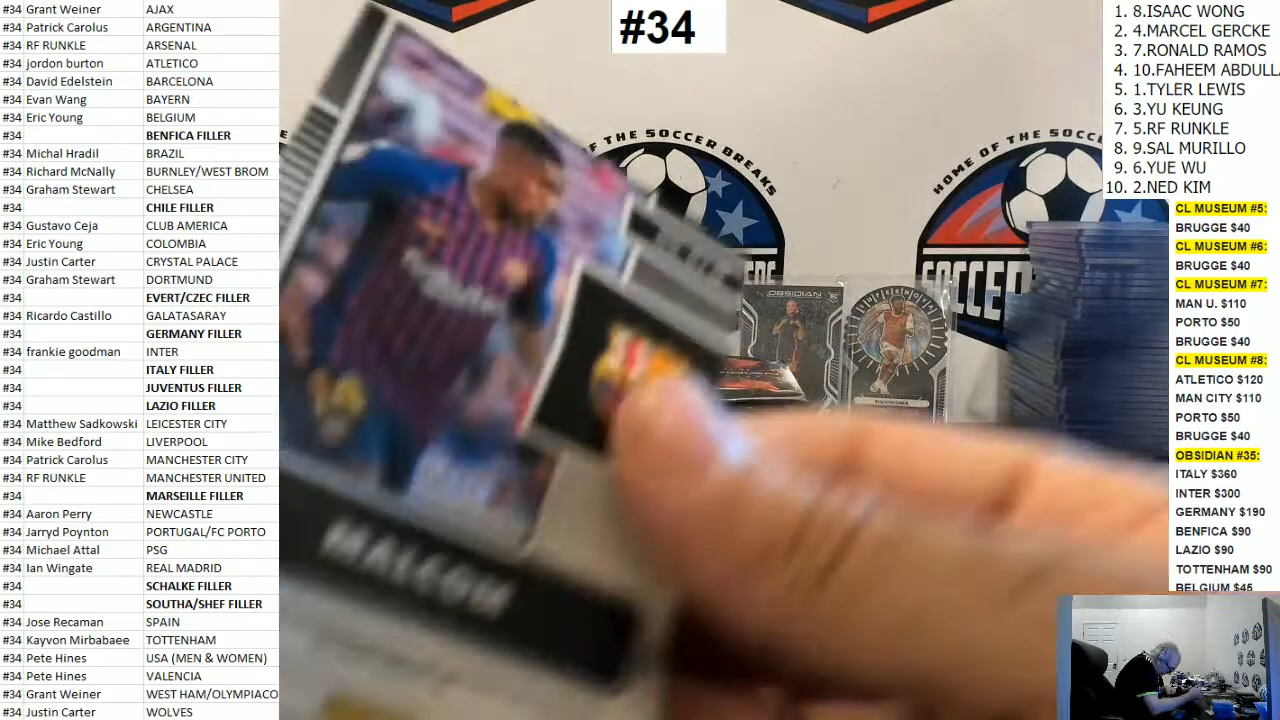 #34 Grant Weiner AJAX
#34 Patrick Carolus ARGENTINA
#34 RF RUNKLE ARSENAL
#34 jordon burton ATLETICO
#34 David Edelstein BARCELONA
#34 Evan Wang BAYERN
#34 Eric Young BELGIUM
#34 BENFICA FILLER
#34 Michal Hradil BRAZIL
#34 Richard McNally BURNLEY/WEST BROM
#34 Graham Stewart CHELSEA
#34 CHILE FILLER
#34 Gustavo Ceja CLUB AMERICA
#34 Eric Young COLOMBIA
#34 Justin Carter CRYSTAL PALACE
#34 Graham Stewart DORTMUND
#34 EVERT/CZEC FILLER
#34 Ricardo Castillo GALATASARAY
#34 GERMANY FILLER
#34 frankie goodman INTER
#34 ITALY FILLER
#34 JUVENTUS FILLER
#34 LAZIO FILLER
#34 Matthew Sadkowski LEICESTER CITY
#34 Mike Bedford LIVERPOOL
#34 Patrick Carolus MANCHESTER CITY
#34 RF RUNKLE MANCHESTER UNITED
#34 MARSEILLE FILLER
#34 Aaron Perry NEWCASTLE
#34 Jarryd Poynton PORTUGAL/FC PORTO
#34 Michael Attal PSG
#34 Ian Wingate REAL MADRID
#34 SCHALKE FILLER
#34 SOUTHA/SHEF FILLER
#34 Jose Recaman SPAIN
#34 Kayvon Mirbabaee TOTTENHAM
#34 Pete Hines USA (MEN & WOMEN)
#34 Pete Hines VALENCIA
#34 Grant Weiner WEST HAM/OLYMPIACO
#34 Justin Carter WOLVES
#34
OF THE SOCCER BREAKS
HOME OF THE SOCCER BREAKS
SOCCER
OBSIDIAN
MALCOM
1. 8.ISAAC WONG
2. 4.MARCEL GERCKE
3. 7.RONALD RAMOS
4. 10.FAHEEM ABDULL
5. 1.TYLER LEWIS
6. 3.YU KEUNG
7. 5.RF RUNKLE
8. 9.SAL MURILLO
9. 6.YUE WU
10. 2.NED KIM
CL MUSEUM #5:
BRUGGE $40
CL MUSEUM #6:
BRUGGE $40
CL MUSEUM #7:
MAN U. $110
PORTO $50
BRUGGE $40
CL MUSEUM #8:
ATLETICO $120
MAN CITY $110
PORTO $50
BRUGGE $40
OBSIDIAN #35:
ITALY $360
INTER $300
GERMANY $190
BENFICA $90
LAZIO $90
TOTTENHAM $90
BELGIUM $45